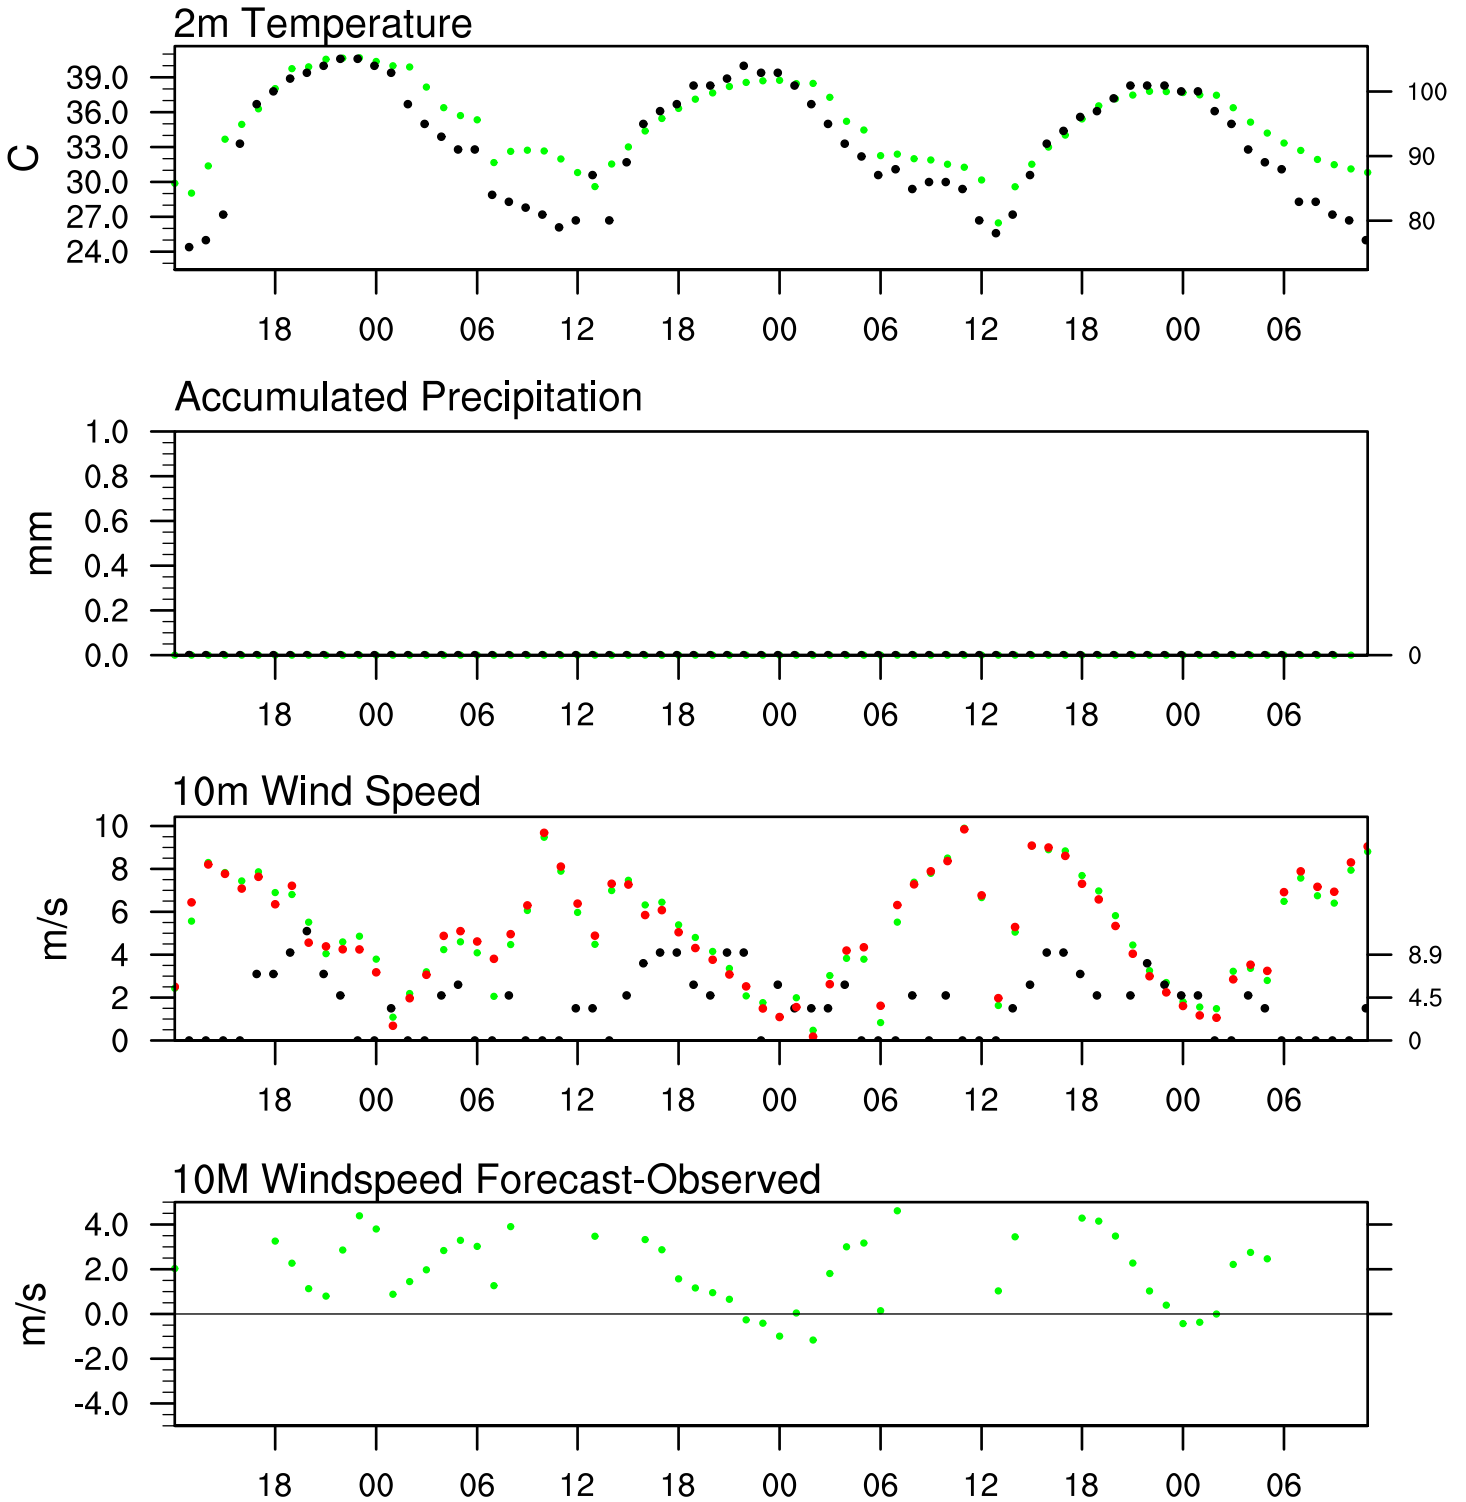 2m Temperature
39.0
36.0
33.0
30.0
27.0
24.0
C
100
90
80
18 00 06 12 18 00 06 12 18 00 06
Accumulated Precipitation
1.0
0.8
0.6
0.4
0.2
0.0
mm
0
18 00 06 12 18 00 06 12 18 00 06
10m Wind Speed
10
8
6
4
2
0
m/s
8.9
4.5
0
18 00 06 12 18 00 06 12 18 00 06
10M Windspeed Forecast-Observed
4.0
2.0
0.0
-2.0
-4.0
m/s
18 00 06 12 18 00 06 12 18 00 06